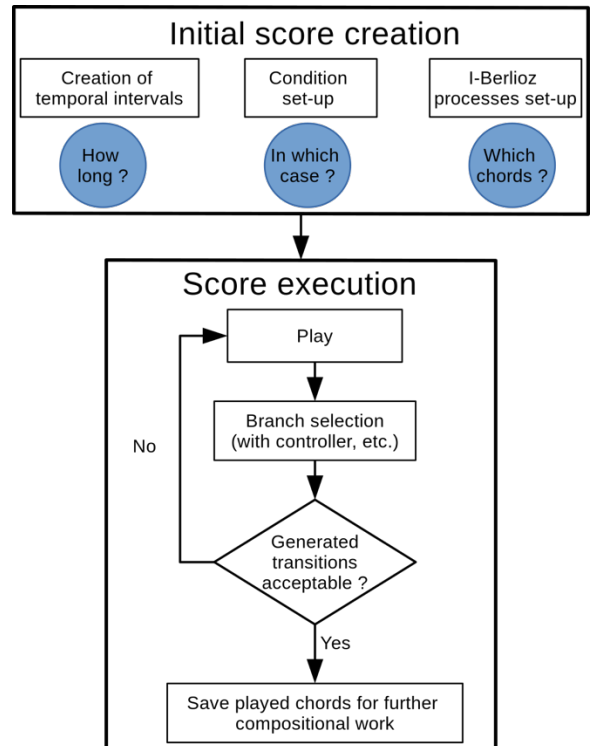 Initial score creation
Creation of
temporal intervals
Condition
set-up
I-Berlioz
processes set-up
How
long ?
In which
case ?
Which
chords ?
Score execution
Play
Branch selection
(with controller, etc.)
No
Generated
transitions
acceptable ?
Yes
Save played chords for further
compositional work